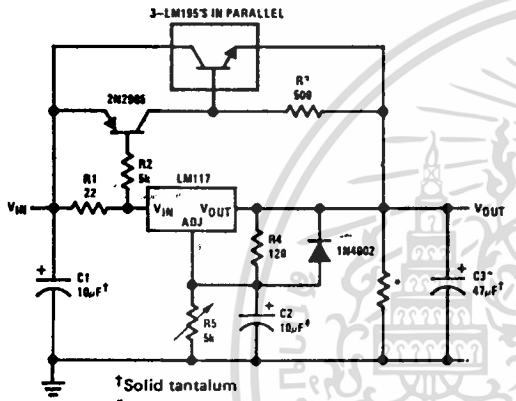 3-LM195'S IN PARALLEL
2N2905
R3
500
R2
5k
LM117
R1
22
VIN
VIN
VOUT
ADJ
VOUT
R4
120
1N4002
+
C1
10µF†
R5
5k
+
C2
10µF†
*
+
C3*
47µF†
†Solid tantalum